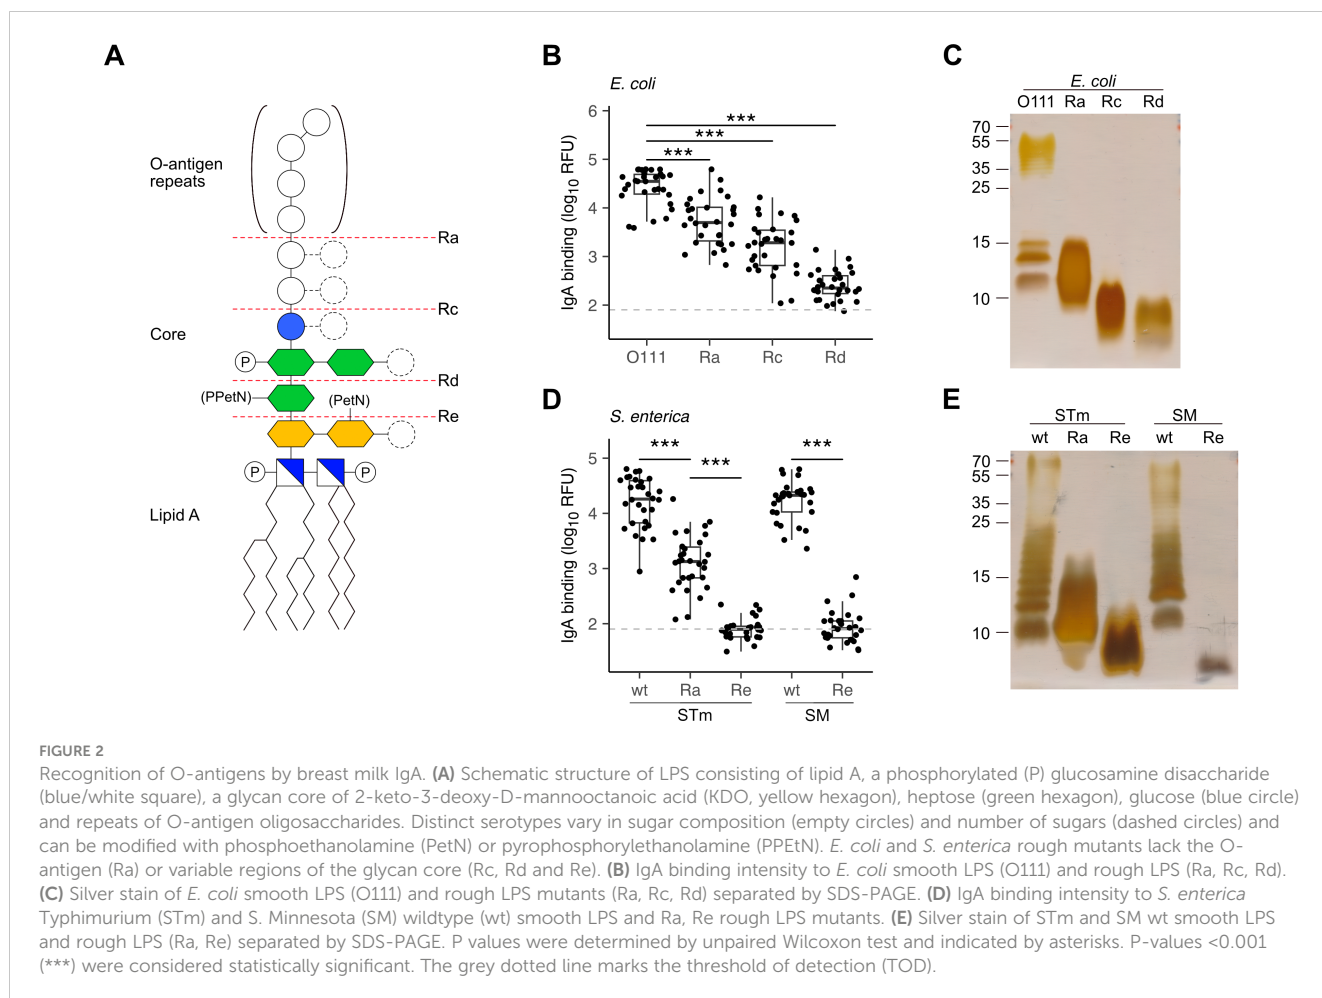 A
O-antigen
repeats
Ra
Rc
Core
P
Rd
(PPetN)
(PetN)
Re
P
P
Lipid A
B
E. coli
IgA binding (log10 RFU)
6
5
4
3
2
***
***
***
O111 Ra Rc Rd
C
E. coli
O111 Ra Rc Rd
70
55
35
25
15
10
D
S. enterica
IgA binding (log10 RFU)
5
4
3
2
*** ***
***
wt Ra Re wt Re
STm SM
E
STm SM
wt Ra Re wt Re
70
55
35
25
15
10
FIGURE 2
Recognition of O-antigens by breast milk IgA. (A) Schematic structure of LPS consisting of lipid A, a phosphorylated (P) glucosamine disaccharide
(blue/white square), a glycan core of 2-keto-3-deoxy-D-mannooctanoic acid (KDO, yellow hexagon), heptose (green hexagon), glucose (blue circle)
and repeats of O-antigen oligosaccharides. Distinct serotypes vary in sugar composition (empty circles) and number of sugars (dashed circles) and
can be modified with phosphoethanolamine (PetN) or pyrophosphorylethanolamine (PPEtN). E. coli and S. enterica rough mutants lack the O-
antigen (Ra) or variable regions of the glycan core (Rc, Rd and Re). (B) IgA binding intensity to E. coli smooth LPS (O111) and rough LPS (Ra, Rc, Rd).
(C) Silver stain of E. coli smooth LPS (O111) and rough LPS mutants (Ra, Rc, Rd) separated by SDS-PAGE. (D) IgA binding intensity to S. enterica
Typhimurium (STm) and S. Minnesota (SM) wildtype (wt) smooth LPS and Ra, Re rough LPS mutants. (E) Silver stain of STm and SM wt smooth LPS
and rough LPS (Ra, Re) separated by SDS-PAGE. P values were determined by unpaired Wilcoxon test and indicated by asterisks. P-values <0.001
(***) were considered statistically significant. The grey dotted line marks the threshold of detection (TOD).